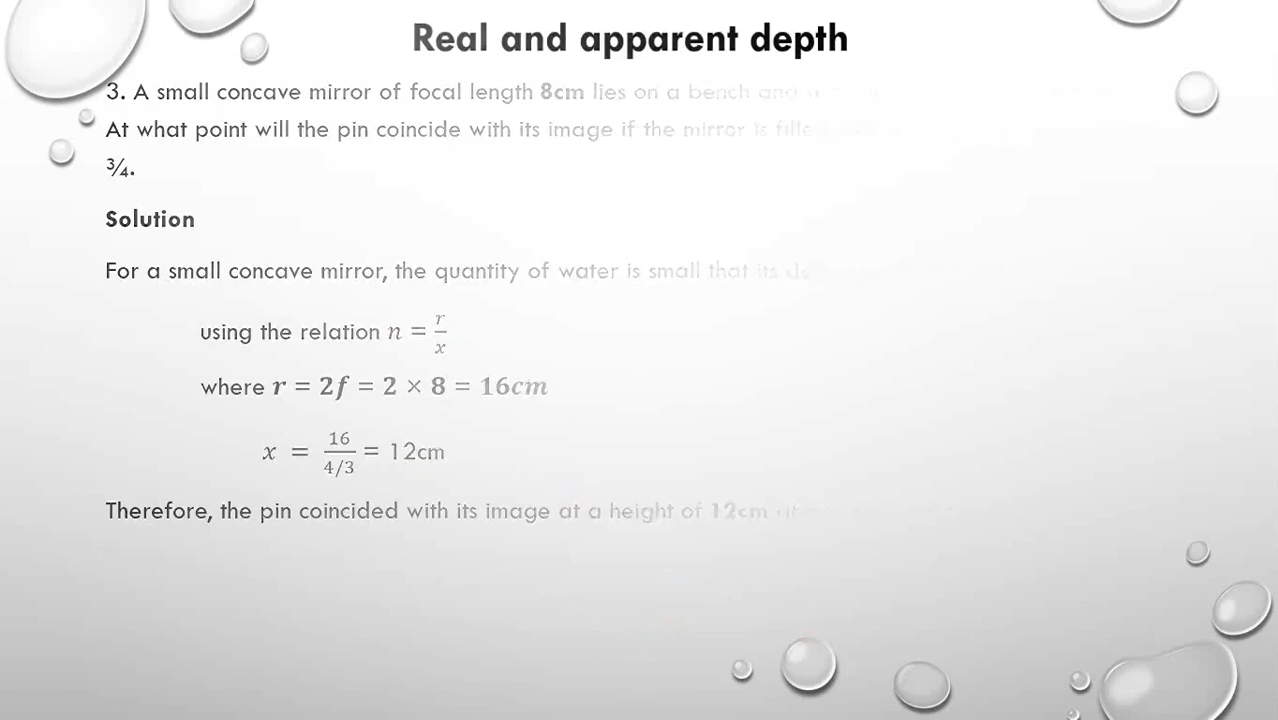 Real and apparent depth
3. A small concave mirror of focal length 8cm lies on a bench and a
At what point will the pin coincide with its image if the mirror is filled
¾.
Solution
For a small concave mirror, the quantity of water is small that its
using the relation n = r/x
where r = 2f = 2 × 8 = 16cm
x = 16/(4/3) = 12cm
Therefore, the pin coincided with its image at a height of 12cm